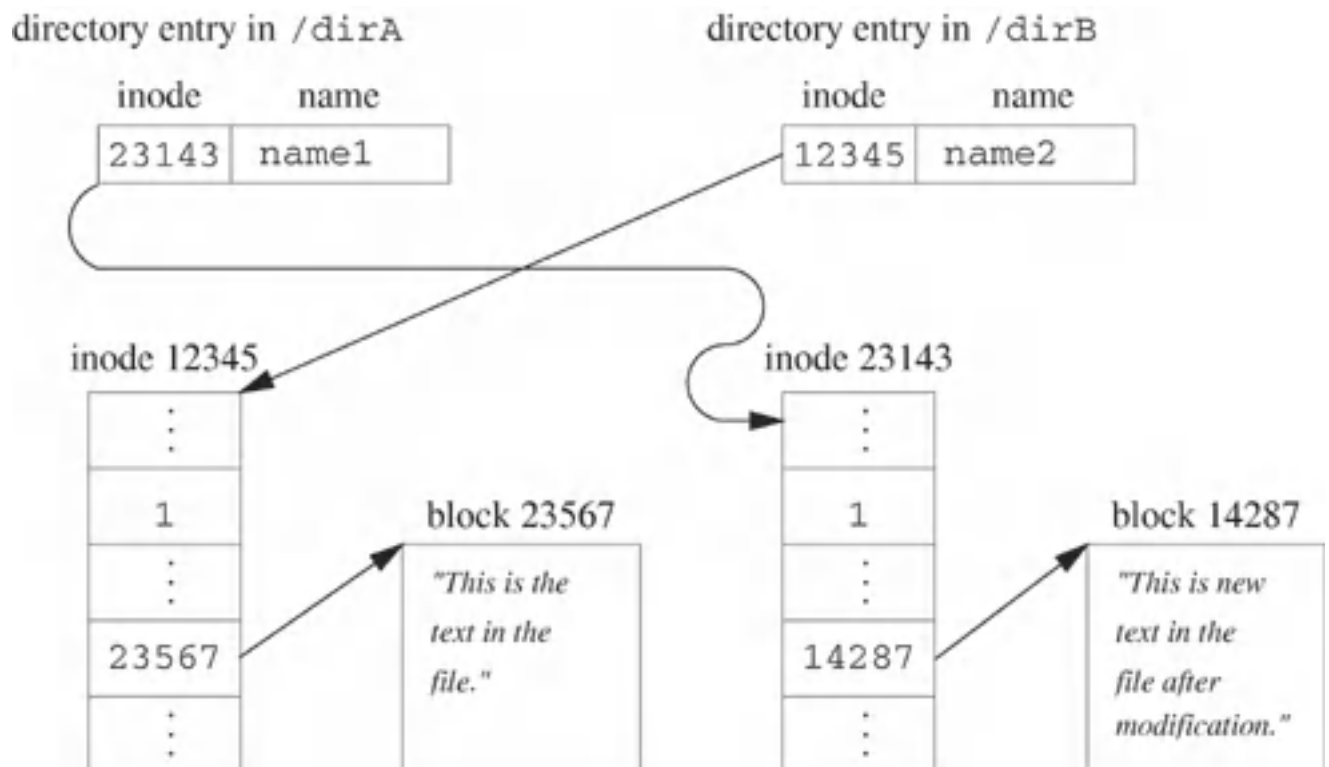 directory entry in /dirA
directory entry in /dirB
inode name
inode name
23143 name1
12345 name2
inode 12345
inode 23143
1
block 23567
1
block 14287
"This is the
text in the
file."
"This is new
text in the
file after
modification."
23567
14287